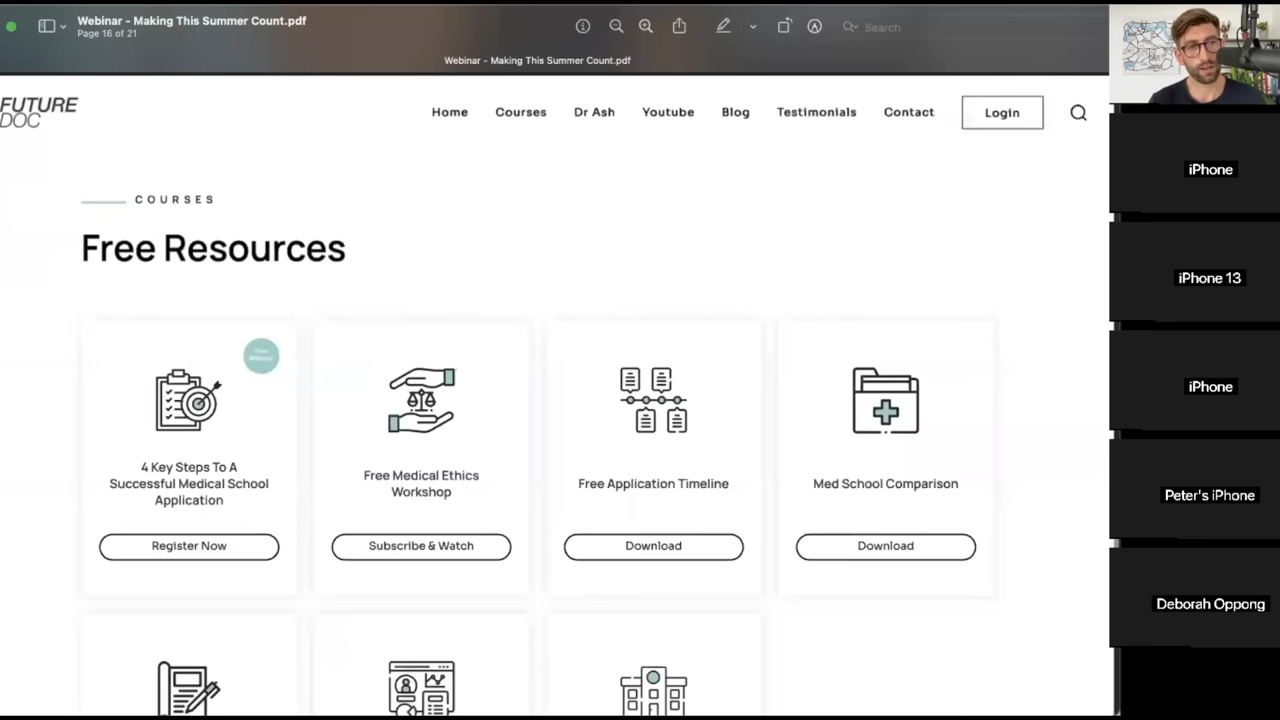 Webinar - Making This Summer Count.pdf
Page 16 of 21
Search
Webinar - Making This Summer Count.pdf
FUTURE
DOC
Home Courses Dr Ash Youtube Blog Testimonials Contact Login
COURSES
Free Resources
4 Key Steps To A
Successful Medical School
Application
Register Now
Free Medical Ethics
Workshop
Subscribe & Watch
Free Application Timeline
Download
Med School Comparison
Download
iPhone
iPhone 13
iPhone
Peter's iPhone
Deborah Oppong